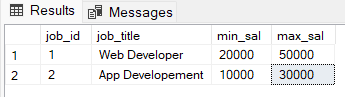 Results Messages
job_id job_title min_sal max_sal
1 1 Web Developer 20000 50000
2 2 App Developement 10000 30000